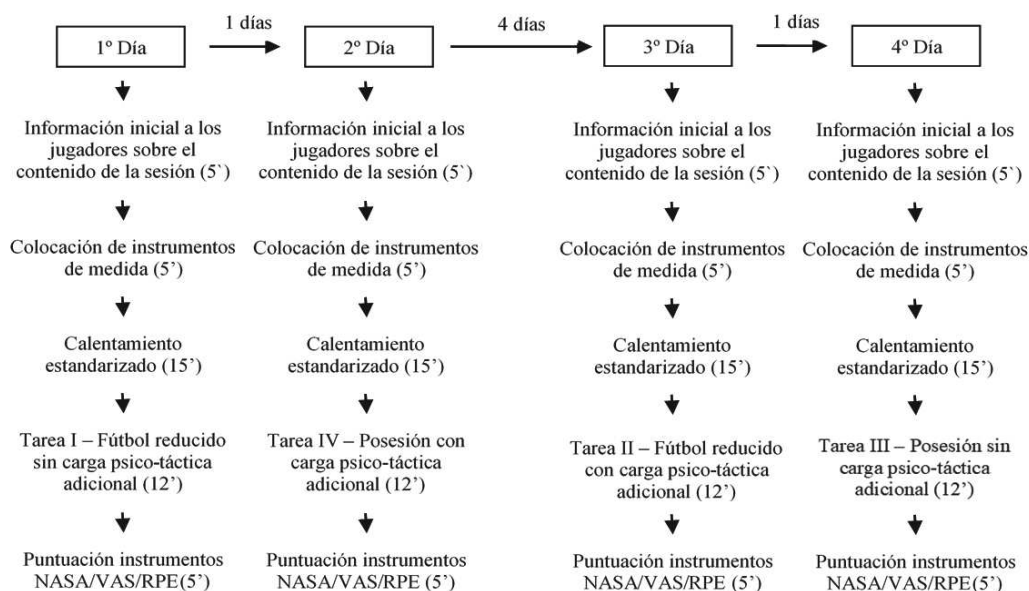 1 días
4 días
1 días
1º Día
2º Día
3º Día
4º Día
Información inicial a los
jugadores sobre el
contenido de la sesión (5`)
Información inicial a los
jugadores sobre el
contenido de la sesión (5`)
Información inicial a los
jugadores sobre el
contenido de la sesión (5`)
Información inicial a los
jugadores sobre el
contenido de la sesión (5`)
Colocación de instrumentos
de medida (5’)
Colocación de instrumentos
de medida (5’)
Colocación de instrumentos
de medida (5’)
Colocación de instrumentos
de medida (5’)
Calentamiento
estandarizado (15’)
Calentamiento
estandarizado (15’)
Calentamiento
estandarizado (15’)
Calentamiento
estandarizado (15’)
Tarea I – Fútbol reducido
sin carga psico-táctica
adicional (12’)
Tarea IV – Posesión con
carga psico-táctica
adicional (12’)
Tarea II – Fútbol reducido
con carga psico-táctica
adicional (12’)
Tarea III – Posesión sin
carga psico-táctica
adicional (12’)
Puntuación instrumentos
NASA/VAS/RPE (5’)
Puntuación instrumentos
NASA/VAS/RPE (5’)
Puntuación instrumentos
NASA/VAS/RPE (5’)
Puntuación instrumentos
NASA/VAS/RPE (5’)